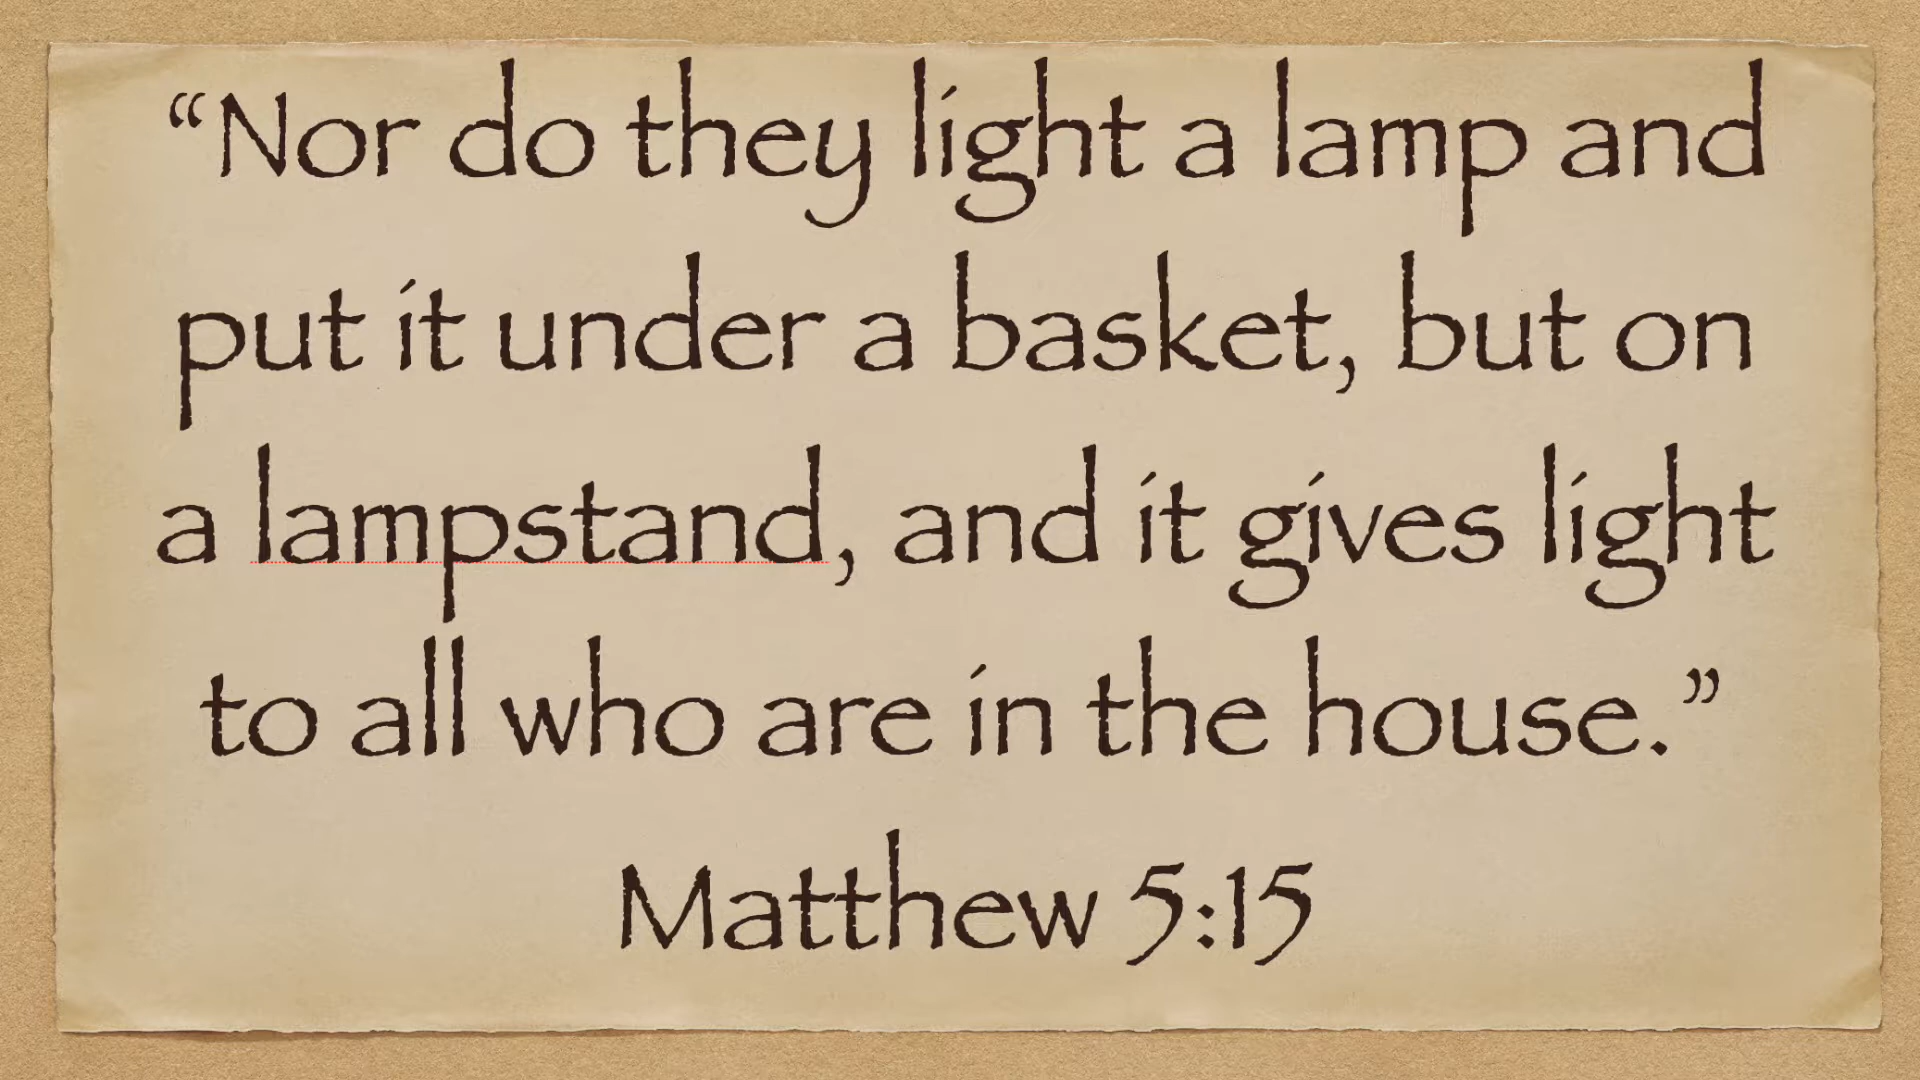 “Nor do they light a lamp and
put it under a basket, but on
a lampstand, and it gives light
to all who are in the house.”
Matthew 5:15